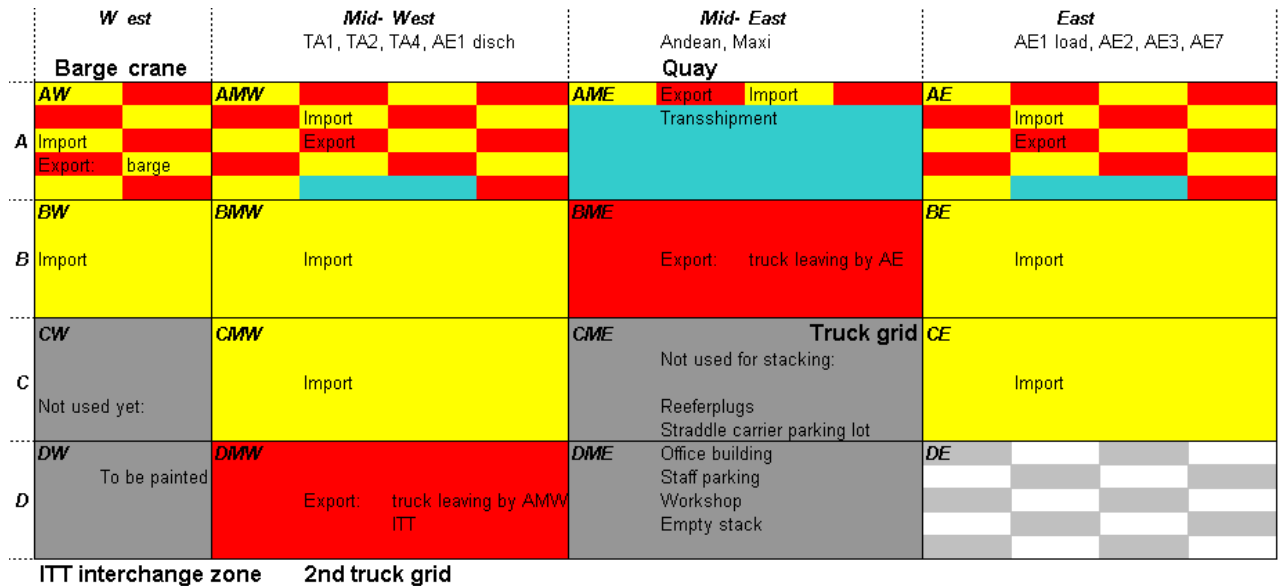 W est Mid- West Mid- East East
TA1, TA2, TA4, AE1 disch Andean, Maxi AE1 load, AE2, AE3, AE7
Barge crane Quay
AW AMW AME Export Import AE
Import Transshipment Import
A Import Export Export
Export: barge
BW BMW BME BE
B Import Import Export: truck leaving by AE Import
CW CMW CME Truck grid CE
Not used for stacking:
C Import Import
Not used yet: Reeferplugs
Straddle carrier parking lot
DW DMW DME Office building DE
To be painted Staff parking
D Export: truck leaving by AMW Workshop
ITT Empty stack
ITT interchange zone 2nd truck grid